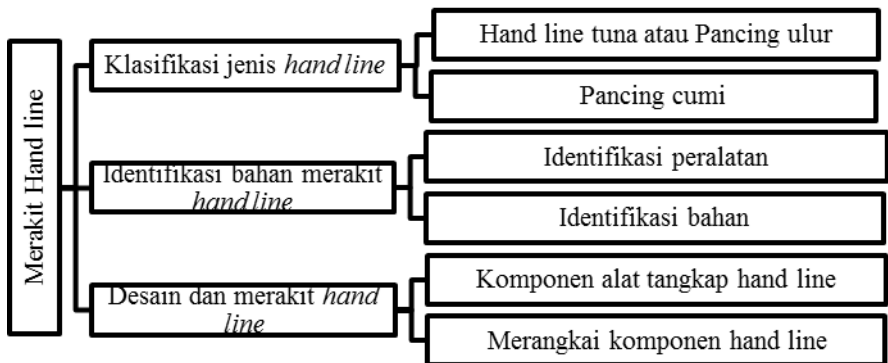 Merakit Hand line
Klasifikasi jenis hand line
Hand line tuna atau Pancing ulur
Pancing cumi
Identifikasi bahan merakit
hand line
Identifikasi peralatan
Identifikasi bahan
Desain dan merakit hand
line
Komponen alat tangkap hand line
Merangkai komponen hand line